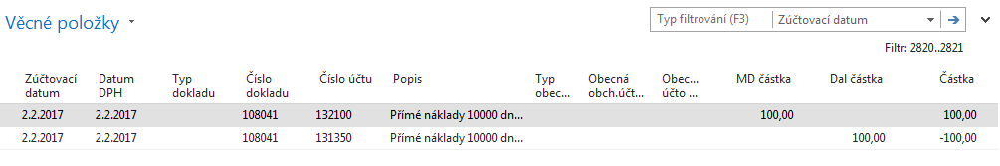 Věcné položky
Typ filtrování (F3) Zúčtovací datum
Filtr: 2820..2821
Zúčtovací datum Datum DPH Typ dokladu Číslo dokladu Číslo účtu Popis Typ obec... Obecná obch.účt... Obec... účto ... MD částka Dal částka Částka
2.2.2017 2.2.2017 108041 132100 Přímé náklady 10000 dn... 100,00 100,00
2.2.2017 2.2.2017 108041 131350 Přímé náklady 10000 dn... 100,00 -100,00